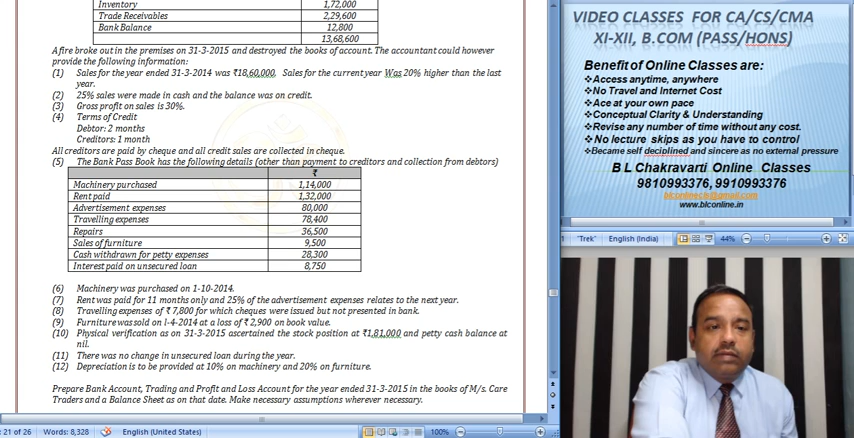 Inventory 1,72,000
Trade Receivables 2,29,600
Bank Balance 12,800
13,68,600
A fire broke out in the premises on 31-3-2015 and destroyed the books of account. The accountant could however
provide the following information:
(1) Sales for the year ended 31-3-2014 was ₹18,60,000. Sales for the current year Was 20% higher than the last
year.
(2) 25% sales were made in cash and the balance was on credit.
(3) Gross profit on sales is 30%.
(4) Terms of Credit
Debtor: 2 months
Creditors: 1 month
All creditors are paid by cheque and all credit sales are collected in cheque.
(5) The Bank Pass Book has the following details (other than payment to creditors and collection from debtors)
₹
Machinery purchased 1,14,000
Rent paid 1,32,000
Advertisement expenses 80,000
Travelling expenses 78,400
Repairs 36,500
Sales of furniture 9,500
Cash withdrawn for petty expenses 28,300
Interest paid on unsecured loan 8,750
(6) Machinery was purchased on 1-10-2014.
(7) Rent was paid for 11 months only and 25% of the advertisement expenses relates to the next year.
(8) Travelling expenses of ₹ 7,800 for which cheques were issued but not presented in bank.
(9) Furniture was sold on l-4-2014 at a loss of ₹ 2,900 on book value.
(10) Physical verification as on 31-3-2015 ascertained the stock position at ₹1,81,000 and petty cash balance at
nil.
(11) There was no change in unsecured loan during the year.
(12) Depreciation is to be provided at 10% on machinery and 20% on furniture.
Prepare Bank Account, Trading and Profit and Loss Account for the year ended 31-3-2015 in the books of M/s. Care
Traders and a Balance Sheet as on that date. Make necessary assumptions wherever necessary.
: 21 of 26 Words: 8,328 English (United States) 100%
VIDEO CLASSES FOR CA/CS/CMA
XI-XII, B.COM (PASS/HONS)
Benefit of Online Classes are:
❖Access anytime, anywhere
❖No Travel and Internet Cost
❖Ace at your own pace
❖Conceptual Clarity & Understanding
❖Revise any number of time without any cost.
❖No lecture skips as you have to control
❖Became self deciplined and sincere as no external pressure
B L Chakravarti Online Classes
9810993376, 9910993376
www.blconline.in
1 "Trek" English (India) 44%